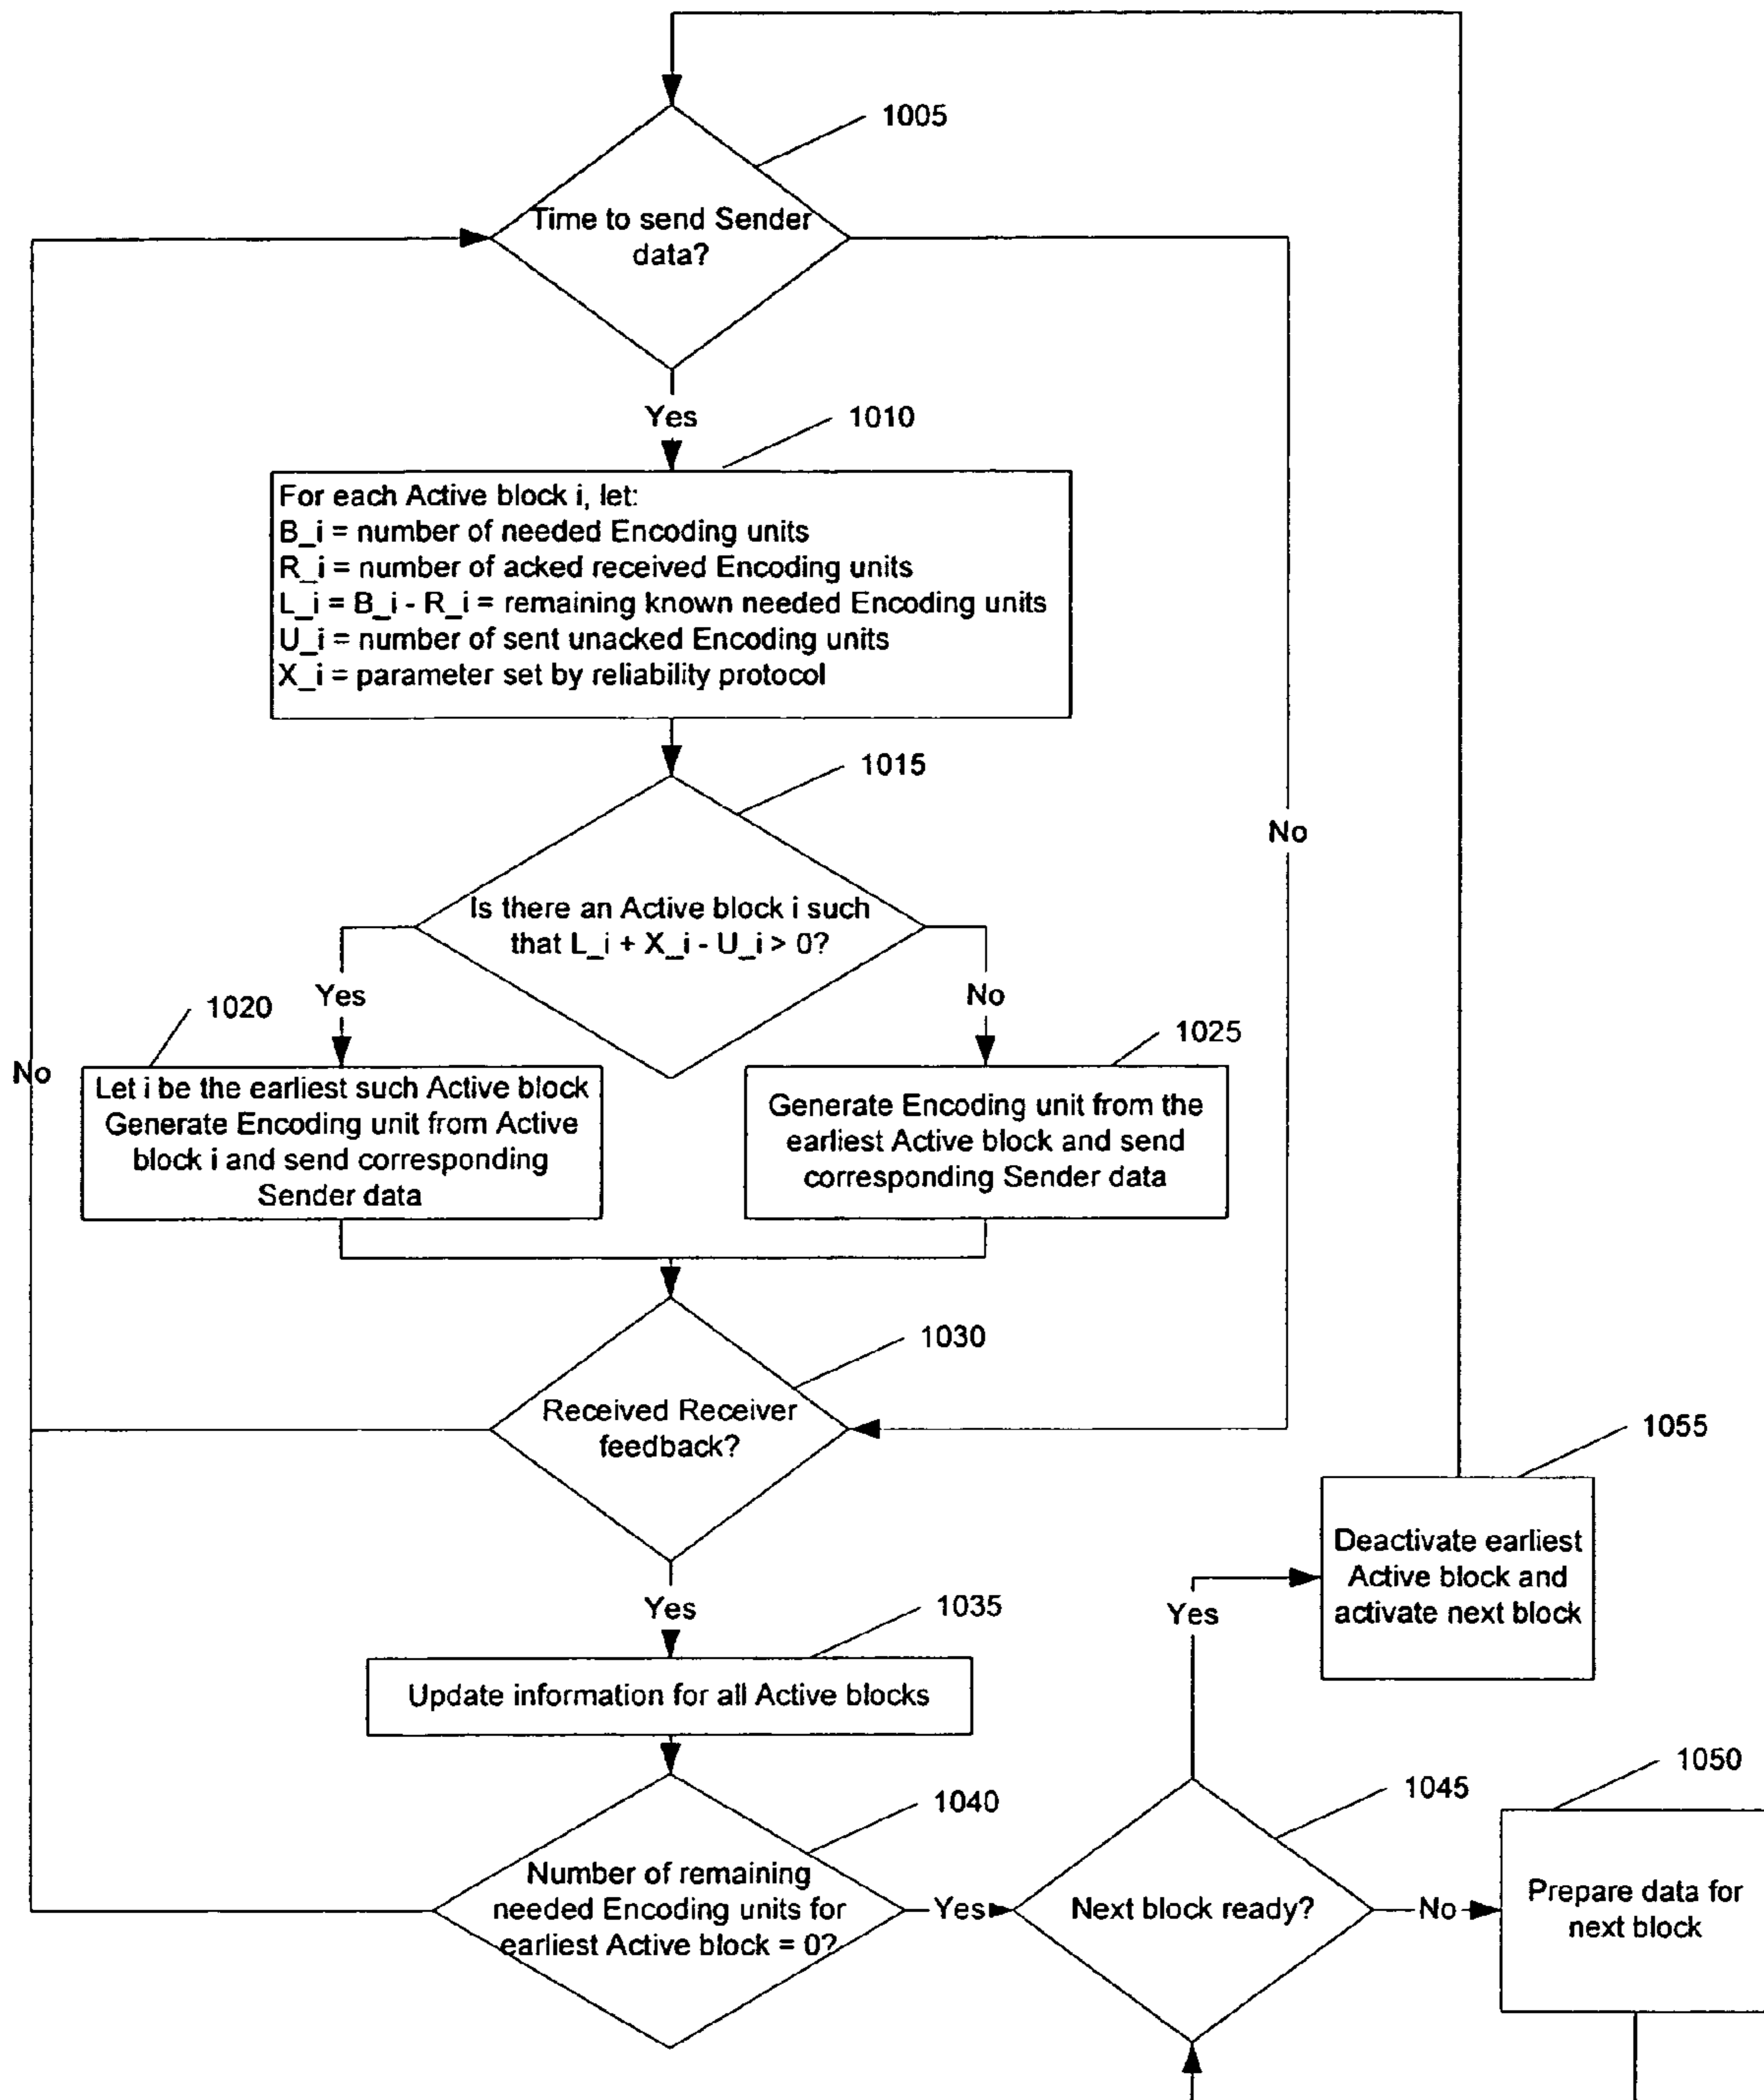 1005
Time to send Sender
data?
Yes
1010
For each Active block i, let:
B_i = number of needed Encoding units
R_i = number of acked received Encoding units
L_i = B_i - R_i = remaining known needed Encoding units
U_i = number of sent unacked Encoding units
X_i = parameter set by reliability protocol
1015
No
Is there an Active block i such
that L_i + X_i - U_i > 0?
1020
Yes
No
1025
No
Let i be the earliest such Active block
Generate Encoding unit from Active
block i and send corresponding
Sender data
Generate Encoding unit from the
earliest Active block and send
corresponding Sender data
1030
Received Receiver
feedback?
1055
Deactivate earliest
Active block and
activate next block
Yes
Yes
1035
Update information for all Active blocks
1050
1045
1040
Number of remaining
needed Encoding units for
earliest Active block = 0?
Yes
Next block ready?
No
Prepare data for
next block